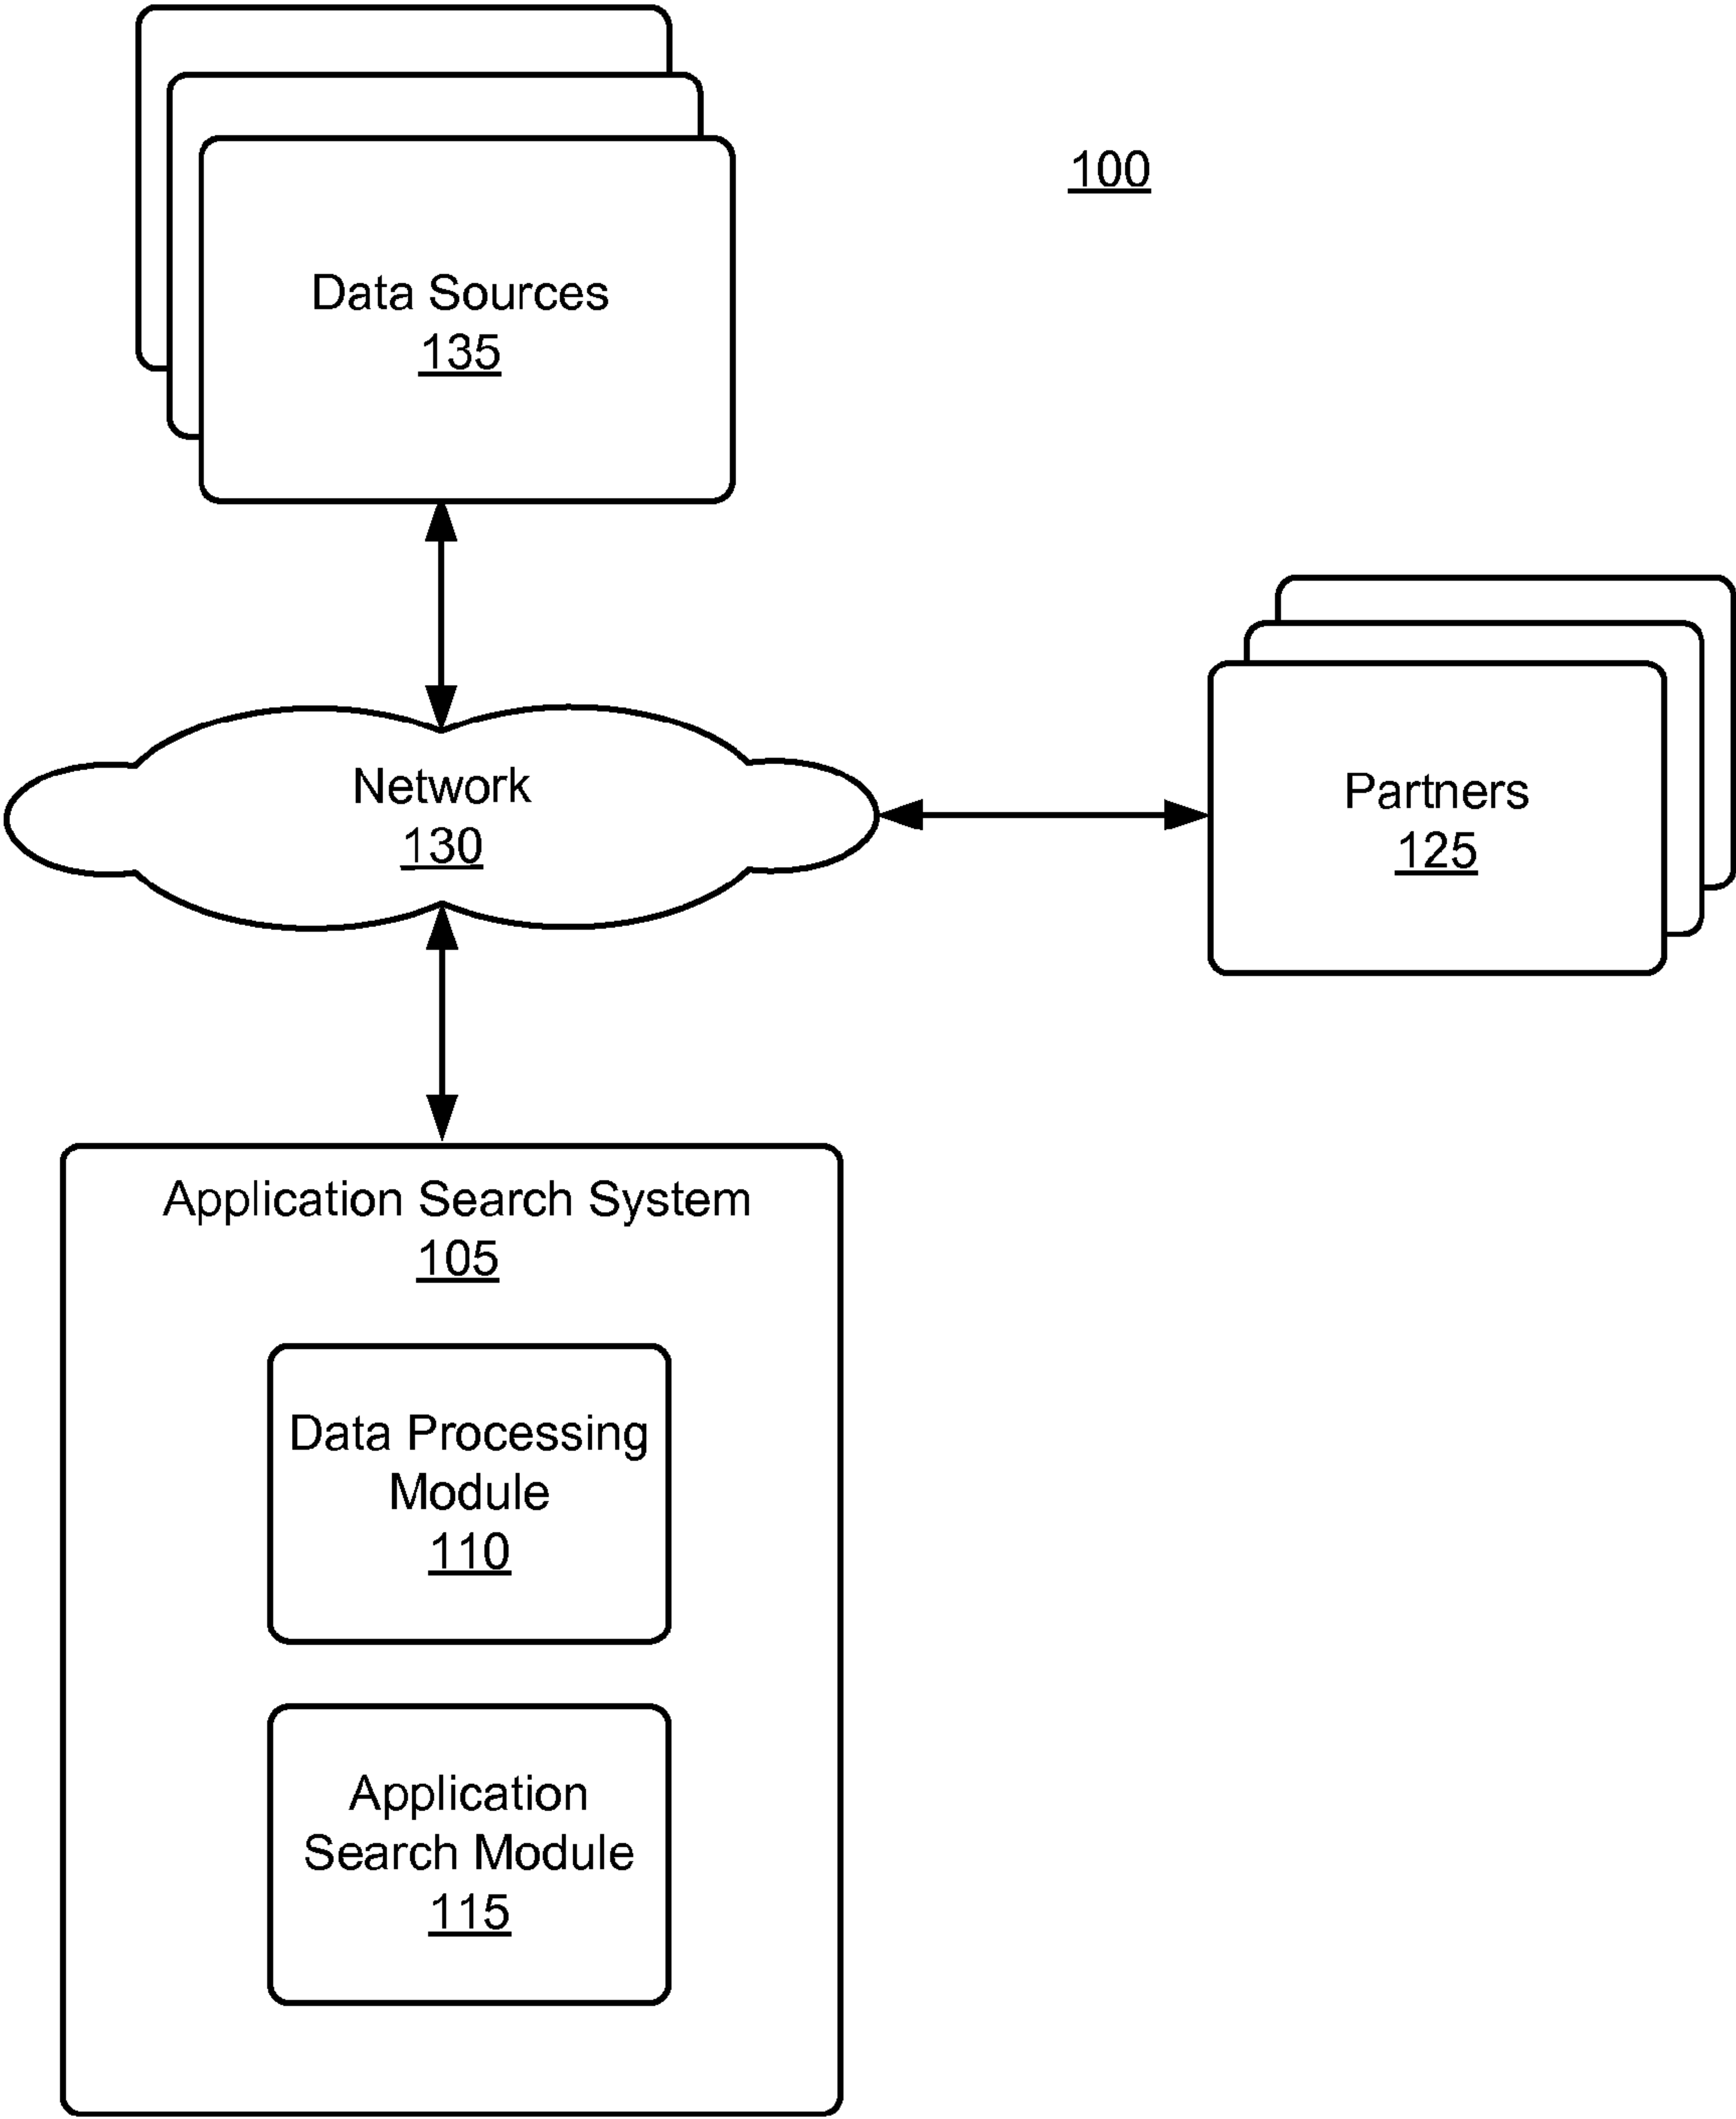 100
Data Sources
135
Network
130
Partners
125
Application Search System
105
Data Processing
Module
110
Application
Search Module
115